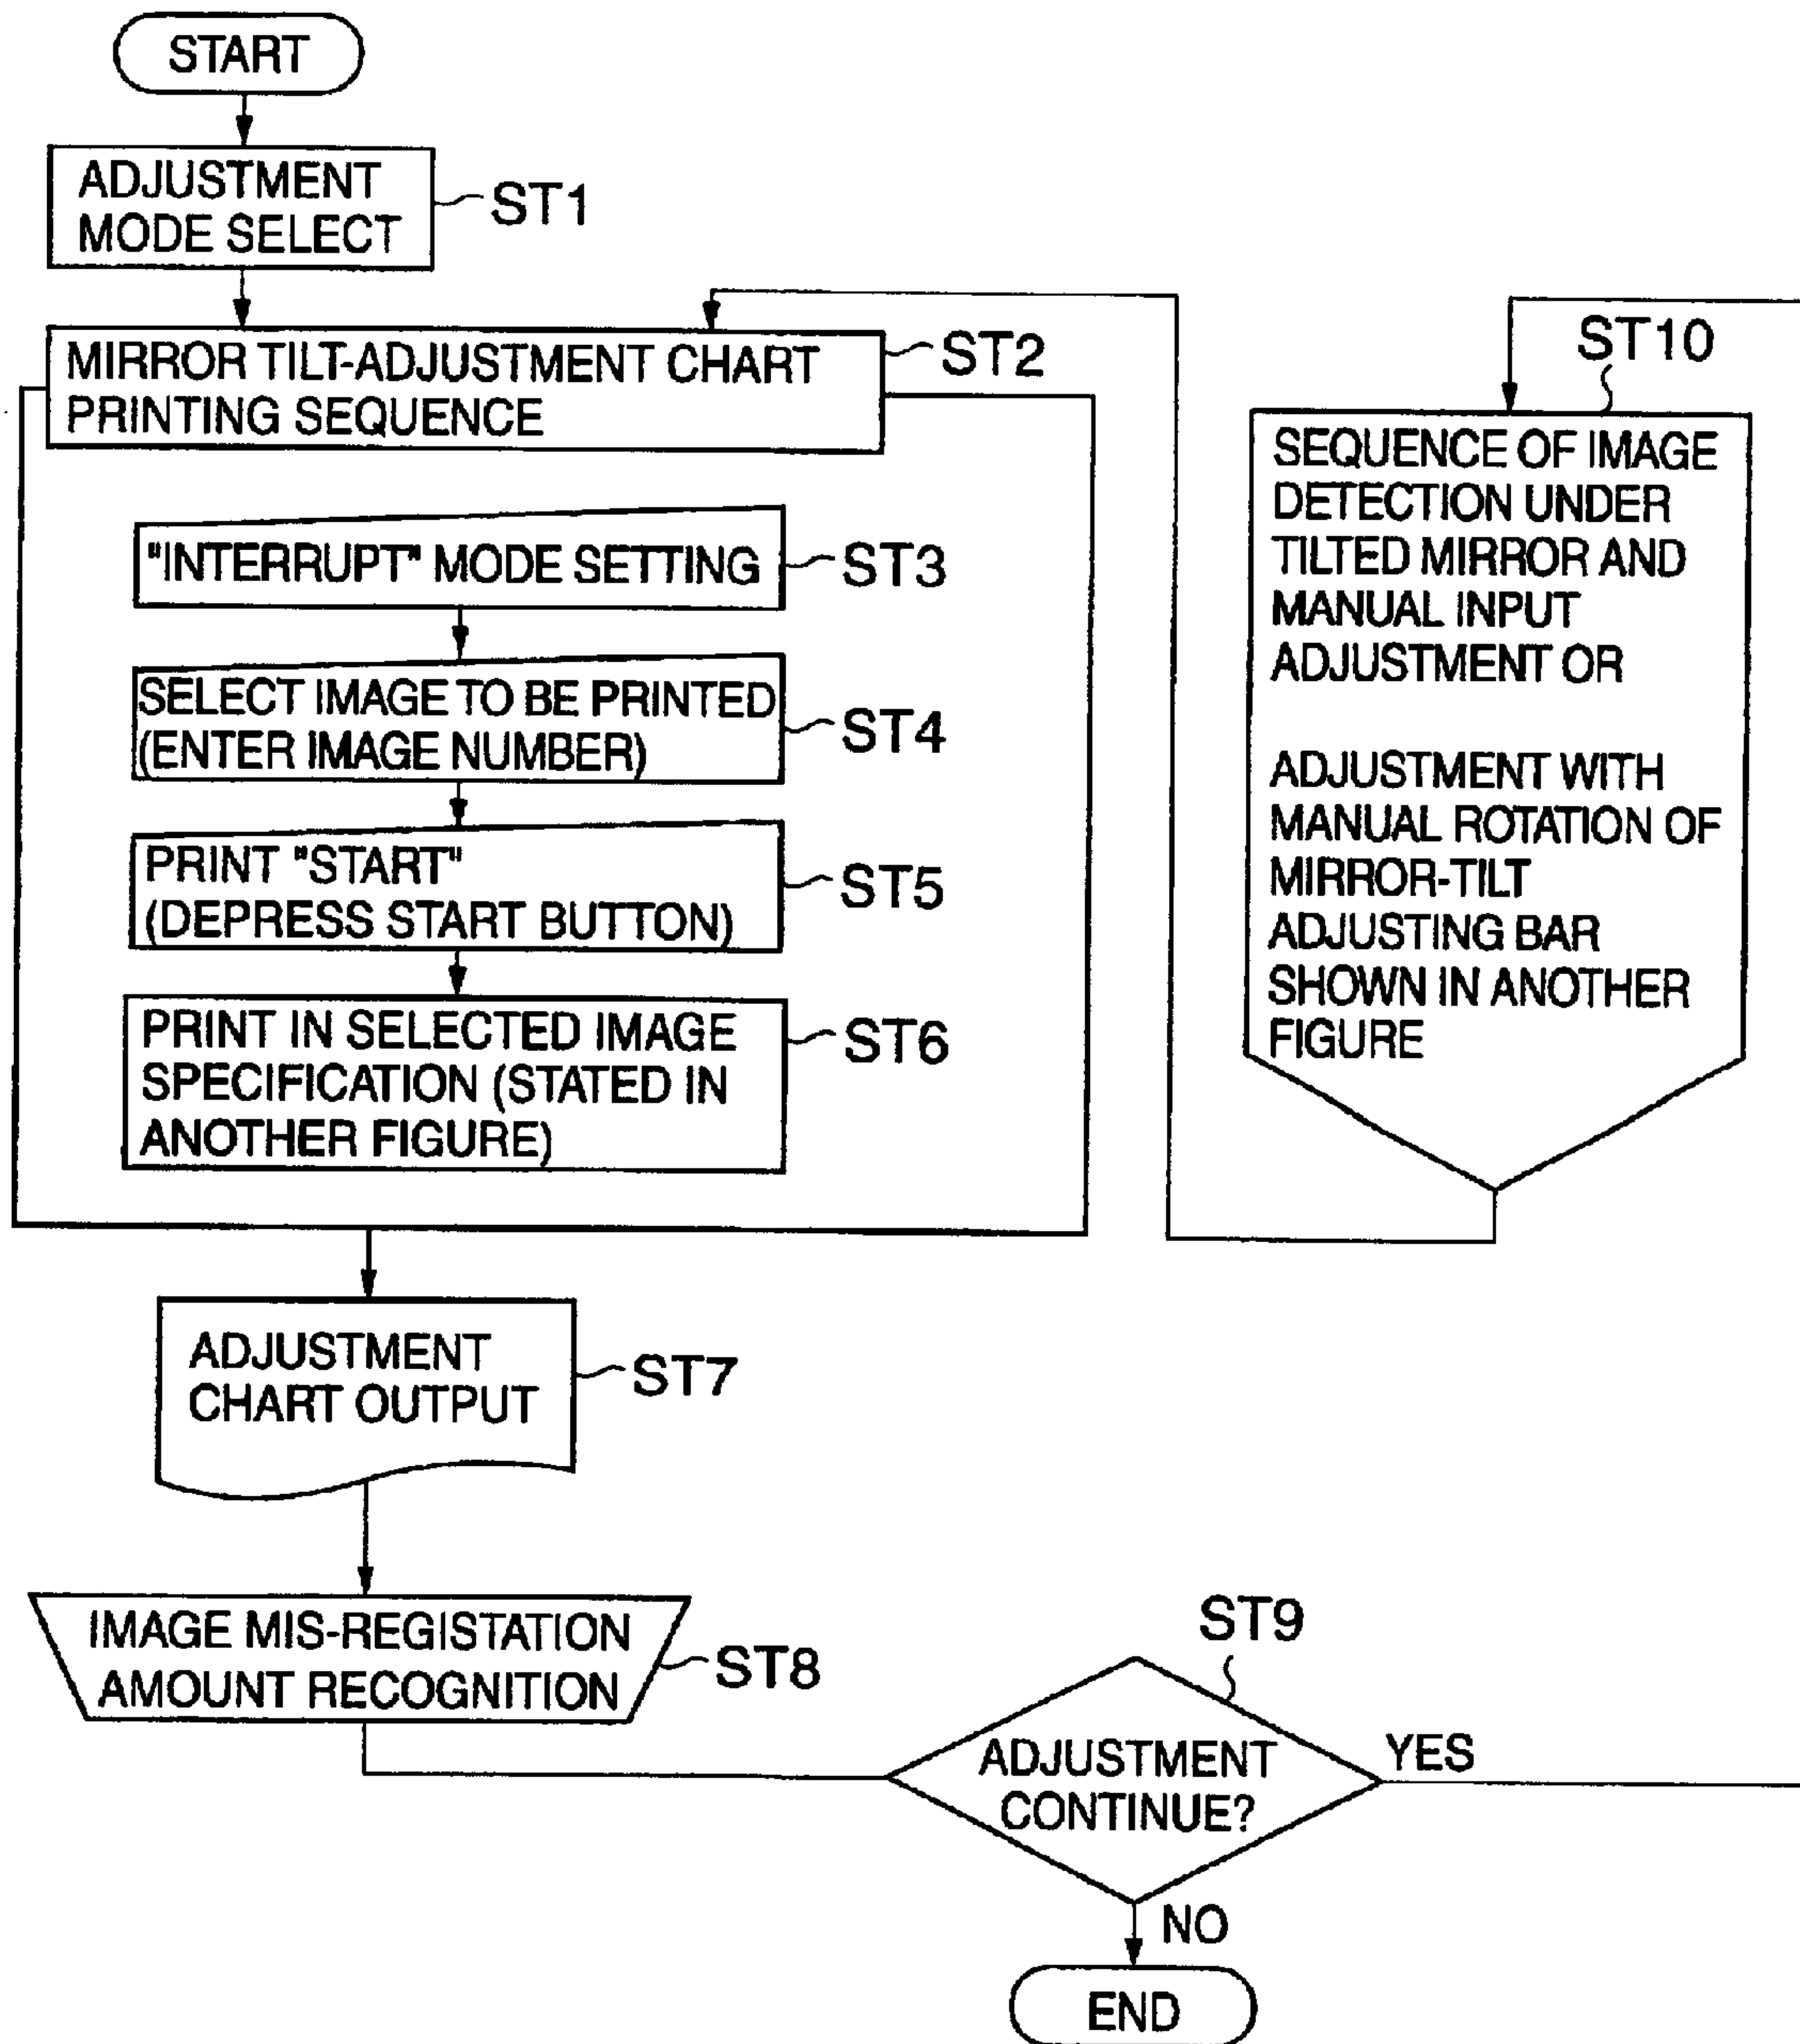 START
ADJUSTMENT
MODE SELECT
ST1
MIRROR TILT-ADJUSTMENT CHART
PRINTING SEQUENCE
ST2
"INTERRUPT" MODE SETTING
ST3
SELECT IMAGE TO BE PRINTED
(ENTER IMAGE NUMBER)
ST4
PRINT "START"
(DEPRESS START BUTTON)
ST5
PRINT IN SELECTED IMAGE
SPECIFICATION (STATED IN
ANOTHER FIGURE)
ST6
ADJUSTMENT
CHART OUTPUT
ST7
IMAGE MIS-REGISTATION
AMOUNT RECOGNITION
ST8
ST9
ADJUSTMENT
CONTINUE?
YES
NO
END
ST10
SEQUENCE OF IMAGE
DETECTION UNDER
TILTED MIRROR AND
MANUAL INPUT
ADJUSTMENT OR
ADJUSTMENT WITH
MANUAL ROTATION OF
MIRROR-TILT
ADJUSTING BAR
SHOWN IN ANOTHER
FIGURE